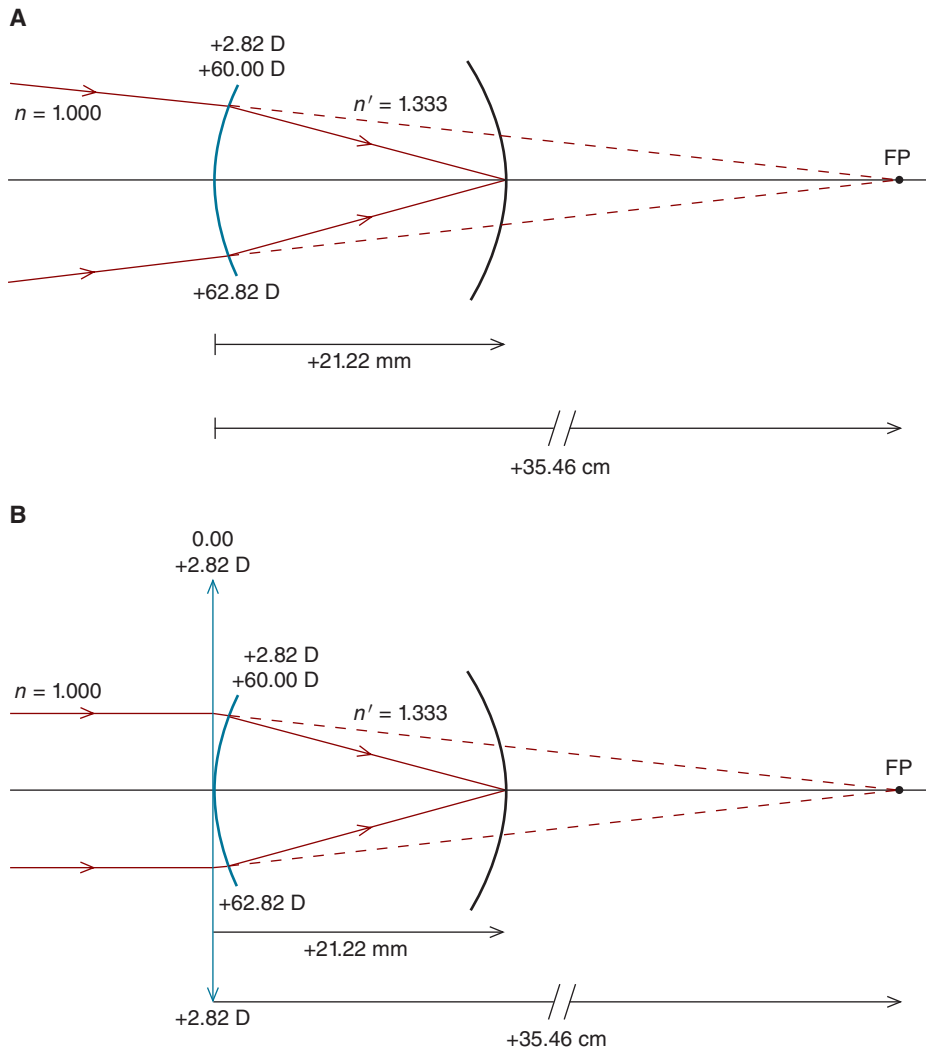 A
+2.82 D
+60.00 D
n = 1.000
n′ = 1.333
FP
+62.82 D
+21.22 mm
+35.46 cm
B
0.00
+2.82 D
+2.82 D
+60.00 D
n = 1.000
n′ = 1.333
FP
+62.82 D
+21.22 mm
+2.82 D
+35.46 cm